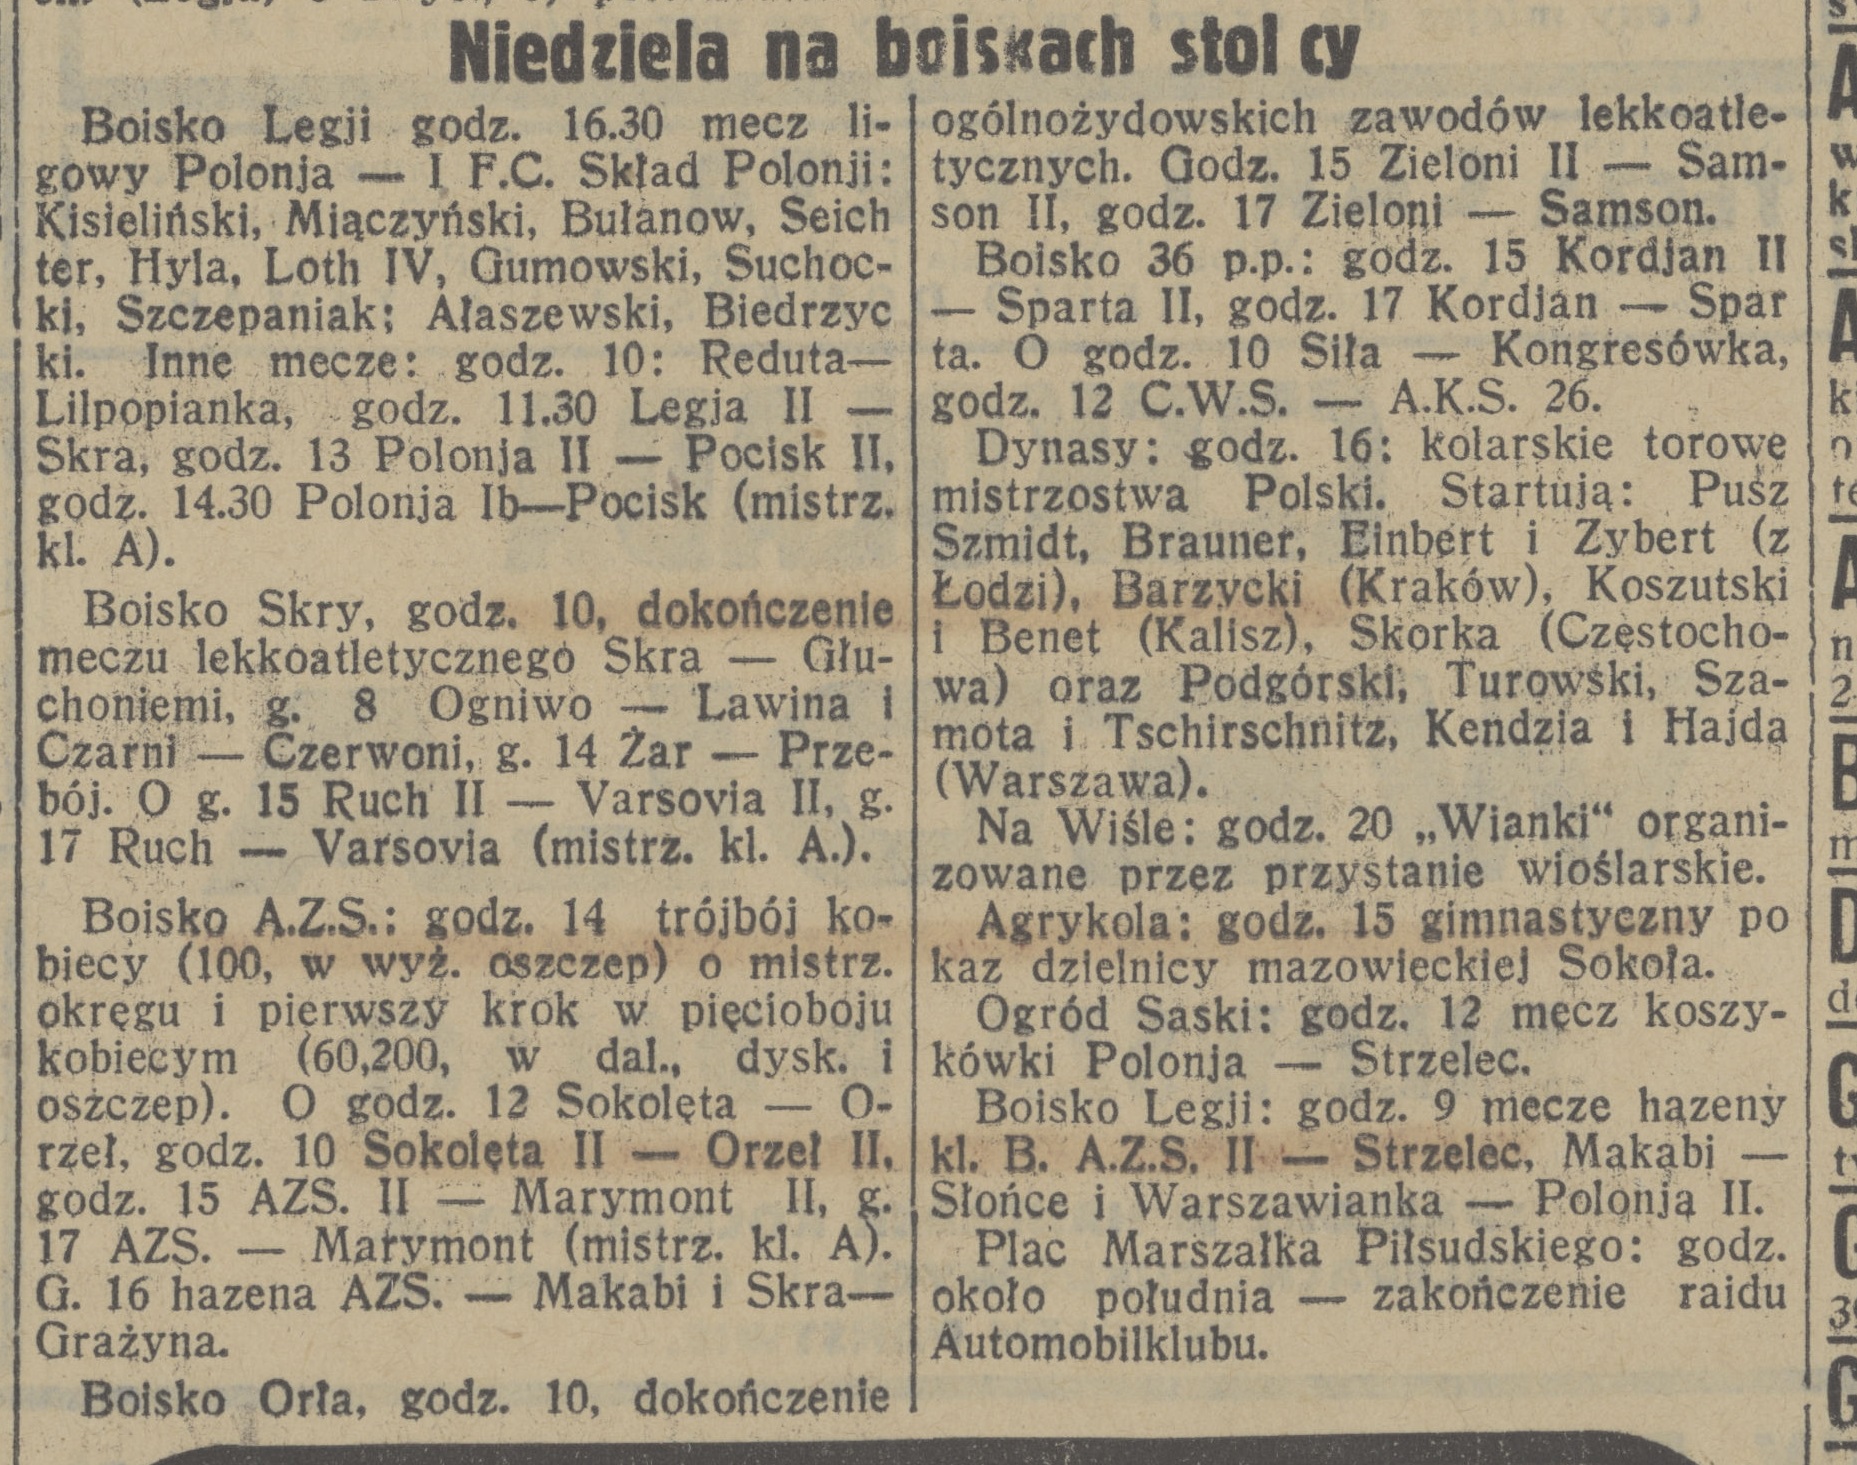 Niedziela na boiskach stol cy
Boisko Legji godz. 16.30 mecz li-
gowy Polonja — I F.C. Skład Polonji:
Kisieliński, Miączyński, Bułanow, Seich
ter, Hyla, Loth IV, Gumowski, Suchoc-
ki, Szczepaniak; Ałaszewski, Biedrzyc
ki. Inne mecze: godz. 10: Reduta—
Lilpopianka, godz. 11.30 Legja II —
Skra, godz. 13 Polonja II — Pocisk II,
godz. 14.30 Polonja Ib—Pocisk (mistrz.
kl. A).
Boisko Skry, godz. 10, dokończenie
meczu lekkoatletycznego Skra — Głu-
choniemi, g. 8 Ogniwo — Lawina i
Czarni — Czerwoni, g. 14 Żar — Prze-
bój. O g. 15 Ruch II — Varsovia II, g.
17 Ruch — Varsovia (mistrz. kl. A.).
Boisko A.Z.S.: godz. 14 trójbój ko-
biecy (100, w wyż. oszczep) o mistrz.
okręgu i pierwszy krok w pięcioboju
kobiecym (60,200, w dal., dysk. i
oszczep). O godz. 12 Sokolęta — O-
rzeł, godz. 10 Sokolęta II — Orzeł II,
godz. 15 AZS. II — Marymont II, g.
17 AZS. — Marymont (mistrz. kl. A).
G. 16 hazena AZS. — Makabi i Skra—
Grażyna.
Boisko Orła, godz. 10, dokończenie
ogólnożydowskich zawodów lekkoatle-
tycznych. Godz. 15 Zieloni II — Sam-
son II, godz. 17 Zieloni — Samson.
Boisko 36 p.p.: godz. 15 Kordjan II
— Sparta II, godz. 17 Kordjan — Spar
ta. O godz. 10 Siła — Kongresówka,
godz. 12 C.W.S. — A.K.S. 26.
Dynasy: godz. 16: kolarskie torowe
mistrzostwa Polski. Startują: Pusz
Szmidt, Brauner, Einbert i Zybert (z
Łodzi), Barzycki (Kraków), Koszutski
i Benet (Kalisz), Skorka (Częstocho-
wa) oraz Podgórski, Turowski, Sza-
mota i Tschirschnitz, Kendzia i Hajda
(Warszawa).
Na Wiśle: godz. 20 „Wianki“ organi-
zowane przez przystanie wioślarskie.
Agrykola: godz. 15 gimnastyczny po
kaz dzielnicy mazowieckiej Sokoła.
Ogród Saski: godz. 12 mecz koszy-
kówki Polonja — Strzelec.
Boisko Legji: godz. 9 mecze hazeny
kl. B. A.Z.S. II — Strzelec, Makabi —
Słońce i Warszawianka — Polonja II.
Plac Marszałka Piłsudskiego: godz.
około południa — zakończenie raidu
Automobilklubu.